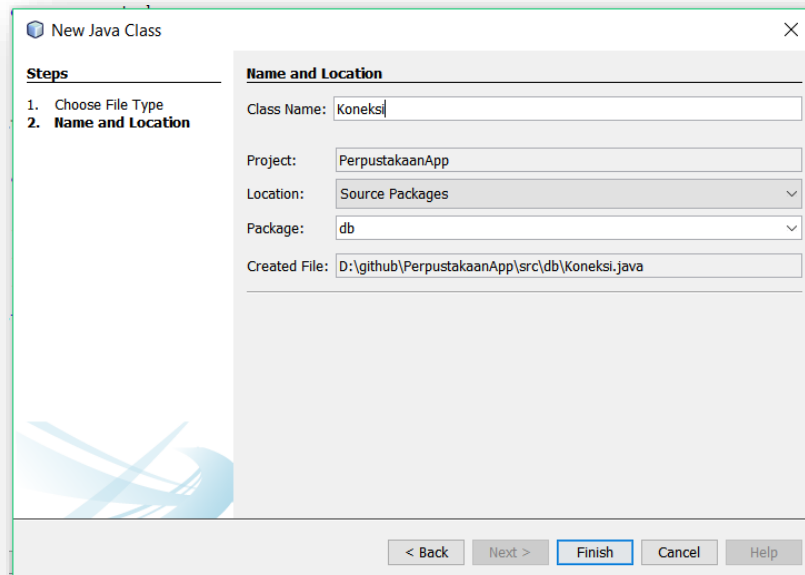 New Java Class
Steps
1. Choose File Type
2. Name and Location
Name and Location
Class Name: Koneksi
Project: PerpustakaanApp
Location: Source Packages
Package: db
Created File: D:\github\PerpustakaanApp\src\db\Koneksi.java
< Back Next > Finish Cancel Help